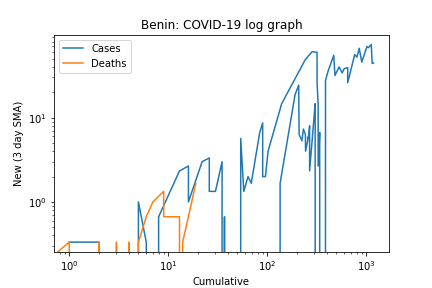 Benin: COVID-19 log graph
Cases
Deaths
New (3 day SMA)
10¹
10⁰
10⁰ 10¹ 10² 10³
Cumulative